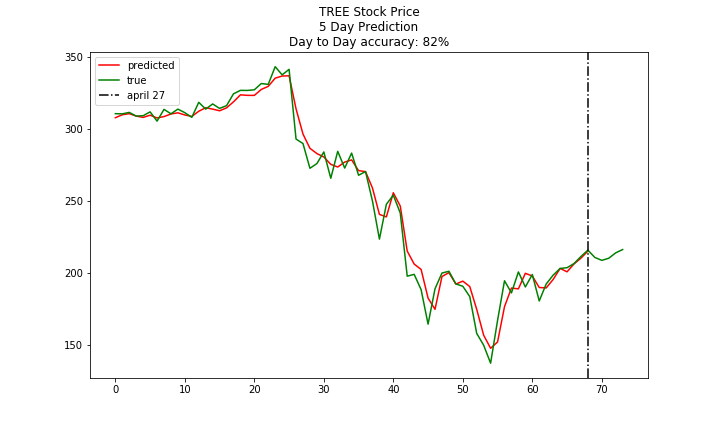 TREE Stock Price
5 Day Prediction
Day to Day accuracy: 82%
predicted
true
april 27
350
300
250
200
150
0 10 20 30 40 50 60 70